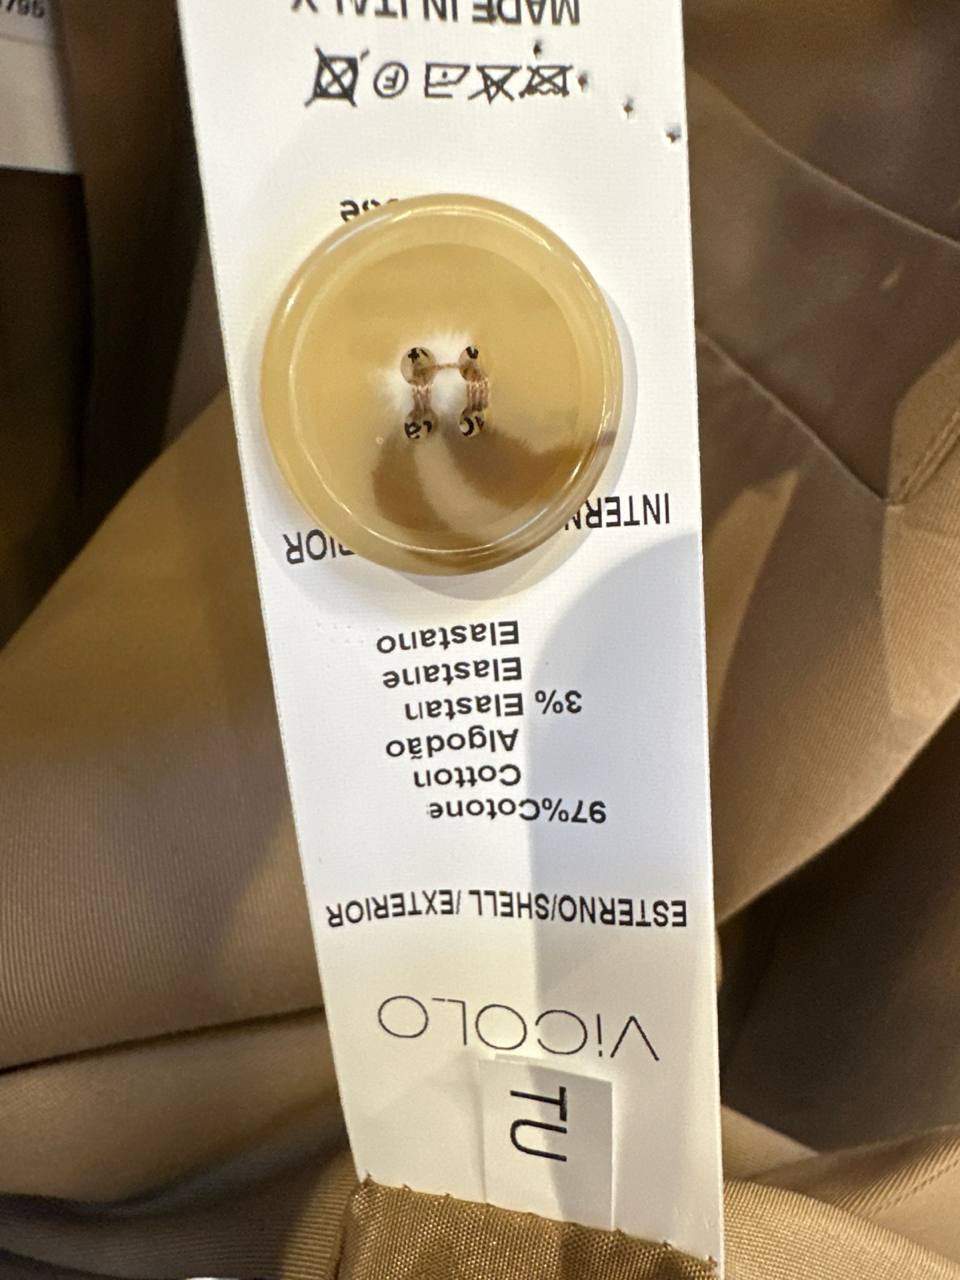 TU
ViCOLO
ESTERNO/SHELL/EXTERIOR
97%Cotone
Cotton
Algodão
3% Elastan
Elastane
Elastano
MADE IN ITALY